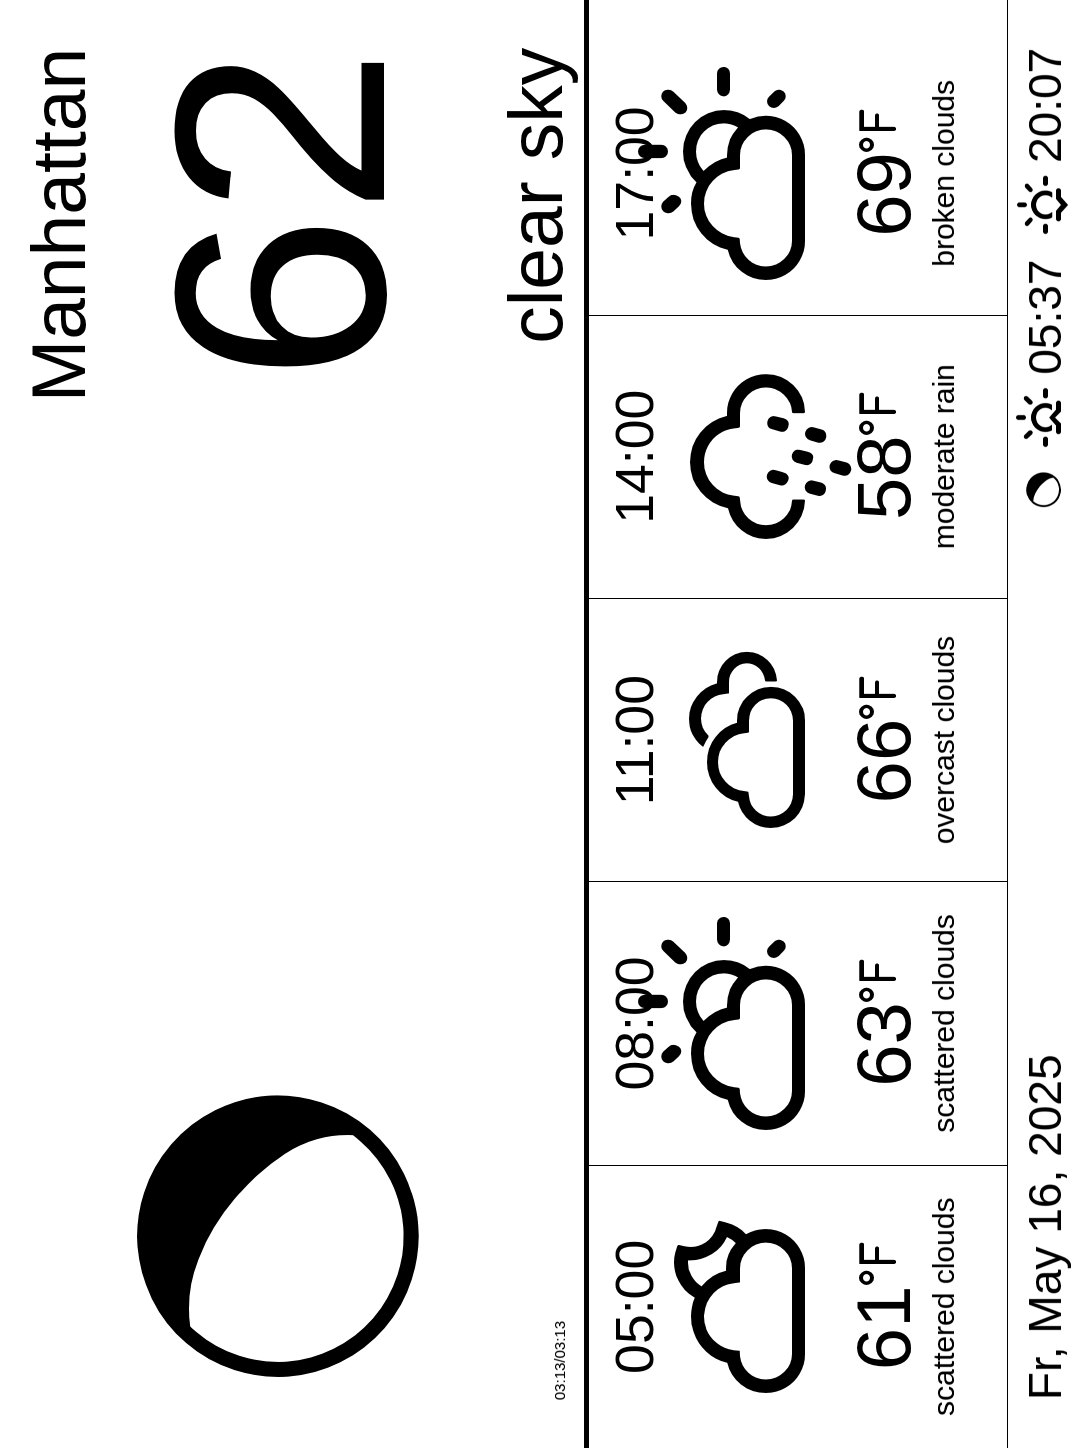 Manhattan
62
clear sky
03:13/03:13
05:00
61°F
scattered clouds
08:00
63°F
scattered clouds
11:00
66°F
overcast clouds
14:00
58°F
moderate rain
17:00
69°F
broken clouds
Fr, May 16, 2025
05:37
20:07